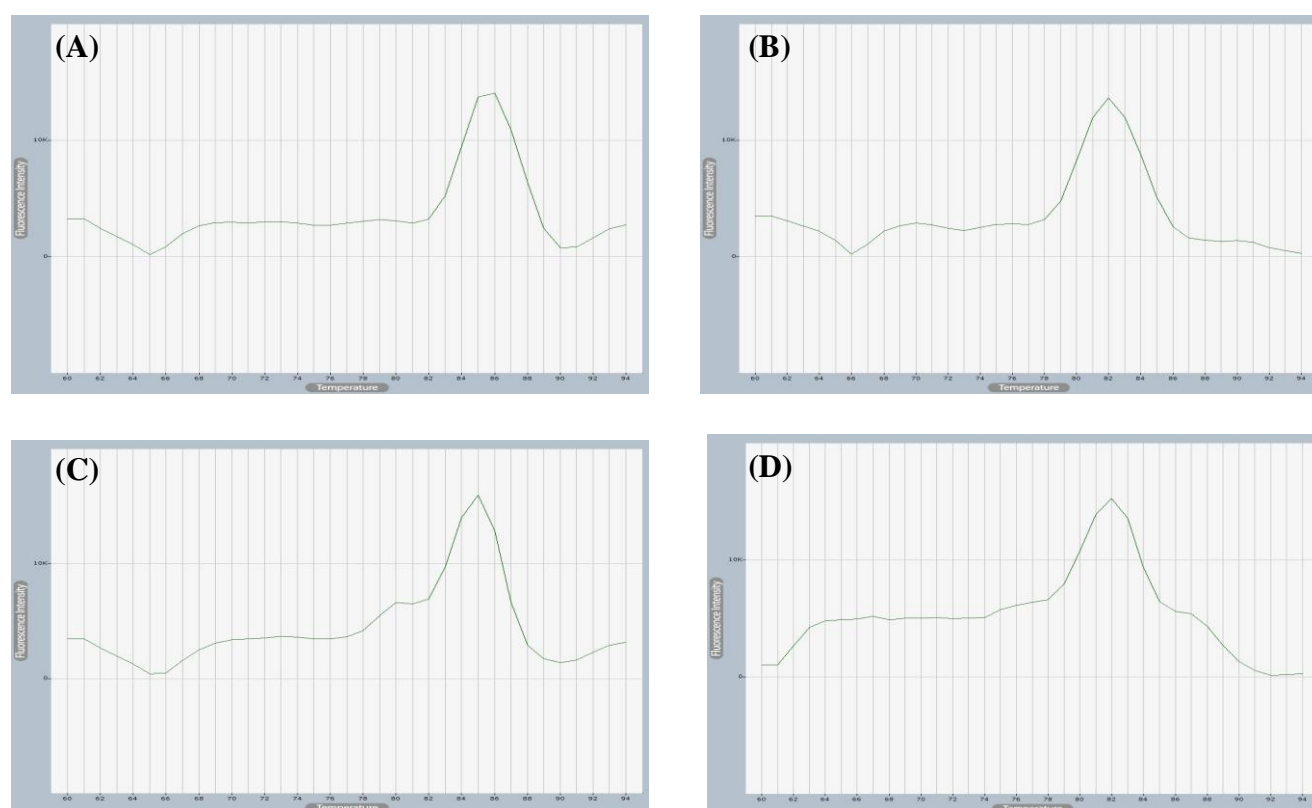 (A)
10K
0
Fluorescence Intensity
60 62 64 66 68 70 72 74 76 78 80 82 84 86 88 90 92 94
Temperature
(B)
10K
0
Fluorescence Intensity
60 62 64 66 68 70 72 74 76 78 80 82 84 86 88 90 92 94
Temperature
(C)
10K
0
Fluorescence Intensity
60 62 64 66 68 70 72 74 76 78 80 82 84 86 88 90 92 94
Temperature
(D)
10K
0
Fluorescence Intensity
60 62 64 66 68 70 72 74 76 78 80 82 84 86 88 90 92 94
Temperature